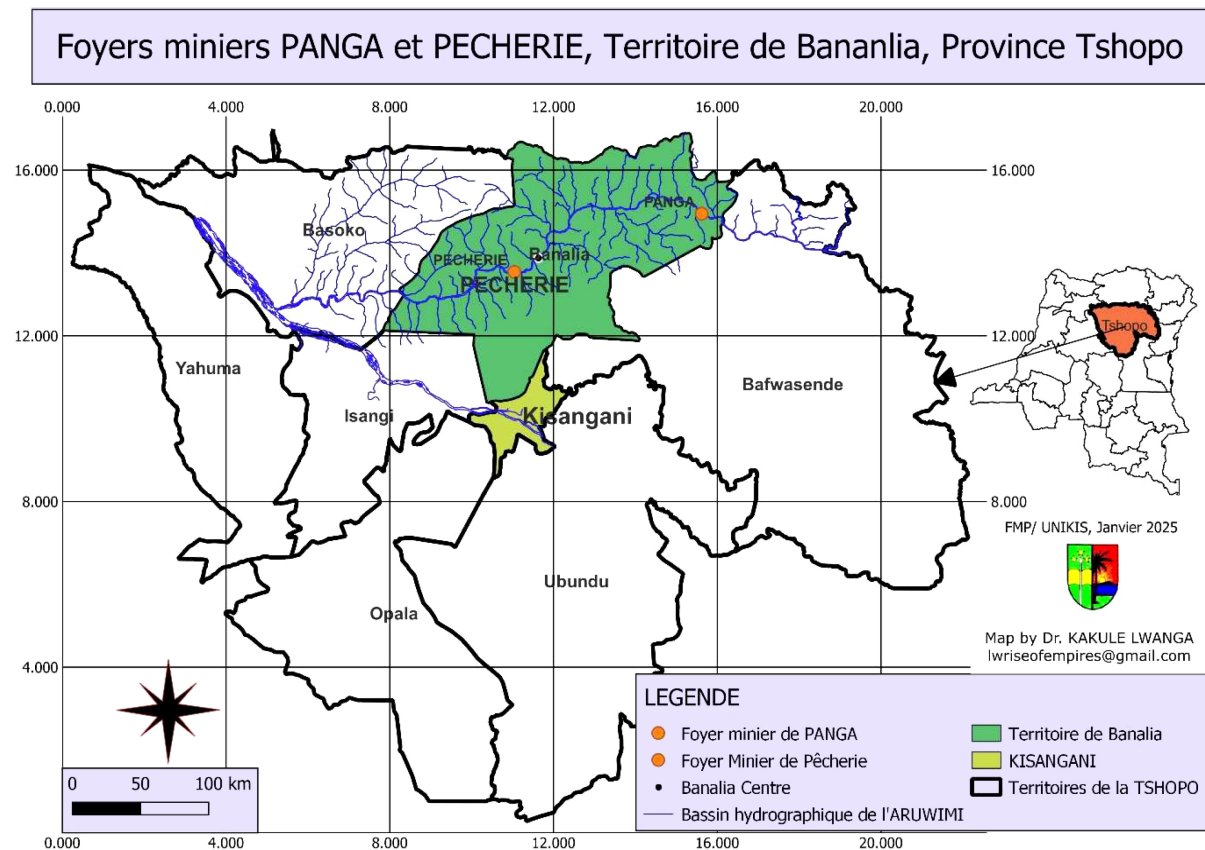 Foyers miniers PANGA et PECHERIE, Territoire de Bananlia, Province Tshopo
0.000 4.000 8.000 12.000 16.000 20.000
16.000 16.000
PANGA
Basoko
PECHERIE Banalia
PECHERIE
Tshopo
12.000 12.000
Yahuma
Bafwasende
Isangi
Kisangani
8.000 8.000
FMP/ UNIKIS, Janvier 2025
Ubundu
Opala
Map by Dr. KAKULE LWANGA
lwriseofempires@gmail.com
4.000 4.000
LEGENDE
Foyer minier de PANGA
Foyer Minier de Pêcherie
Banalia Centre
Bassin hydrographique de l'ARUWIMI
Territoire de Banalia
KISANGANI
Territoires de la TSHOPO
0 50 100 km
0.000 4.000 8.000 12.000 16.000 20.000